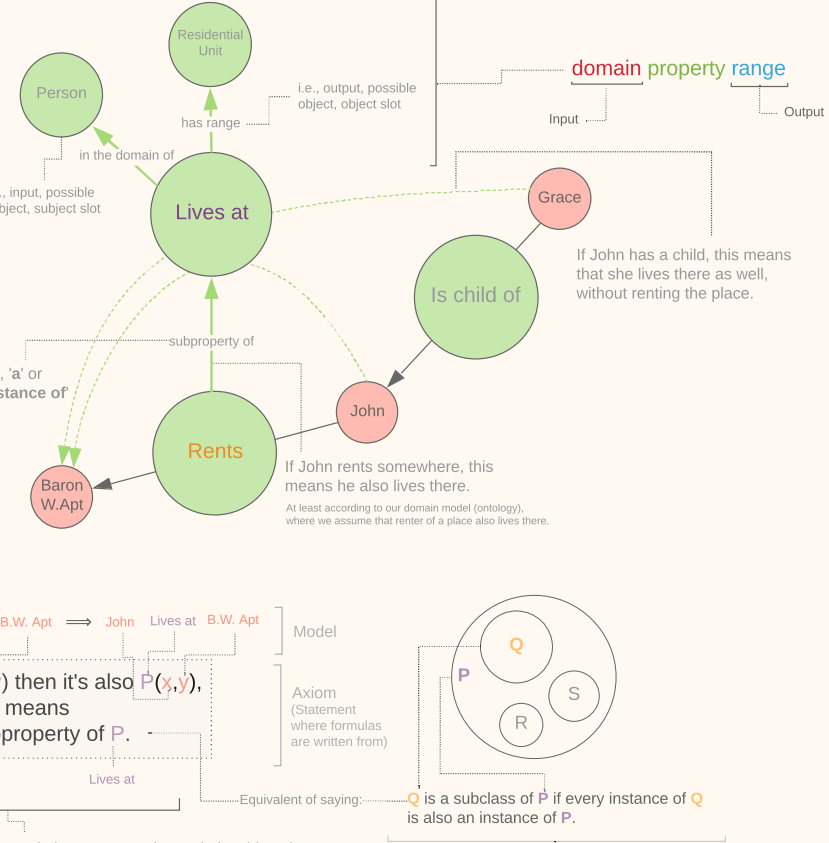 Residential
Unit
Person
i.e., output, possible
object, object slot
domain property range
has range
Input
Output
in the domain of
., input, possible
bject, subject slot
Lives at
Grace
If John has a child, this means
that she lives there as well,
without renting the place.
Is child of
subproperty of
, 'a' or
stance of'
John
Rents
If John rents somewhere, this
means he also lives there.
Baron
W.Apt
At least according to our domain model (ontology),
where we assume that renter of a place also lives there.
B.W. Apt ⟹ John Lives at B.W. Apt
Model
) then it's also P(x,y),
means
property of P.
Axiom
(Statement
where formulas
are written from)
Lives at
Q
P
S
R
Equivalent of saying:
Q is a subclass of P if every instance of Q
is also an instance of P.